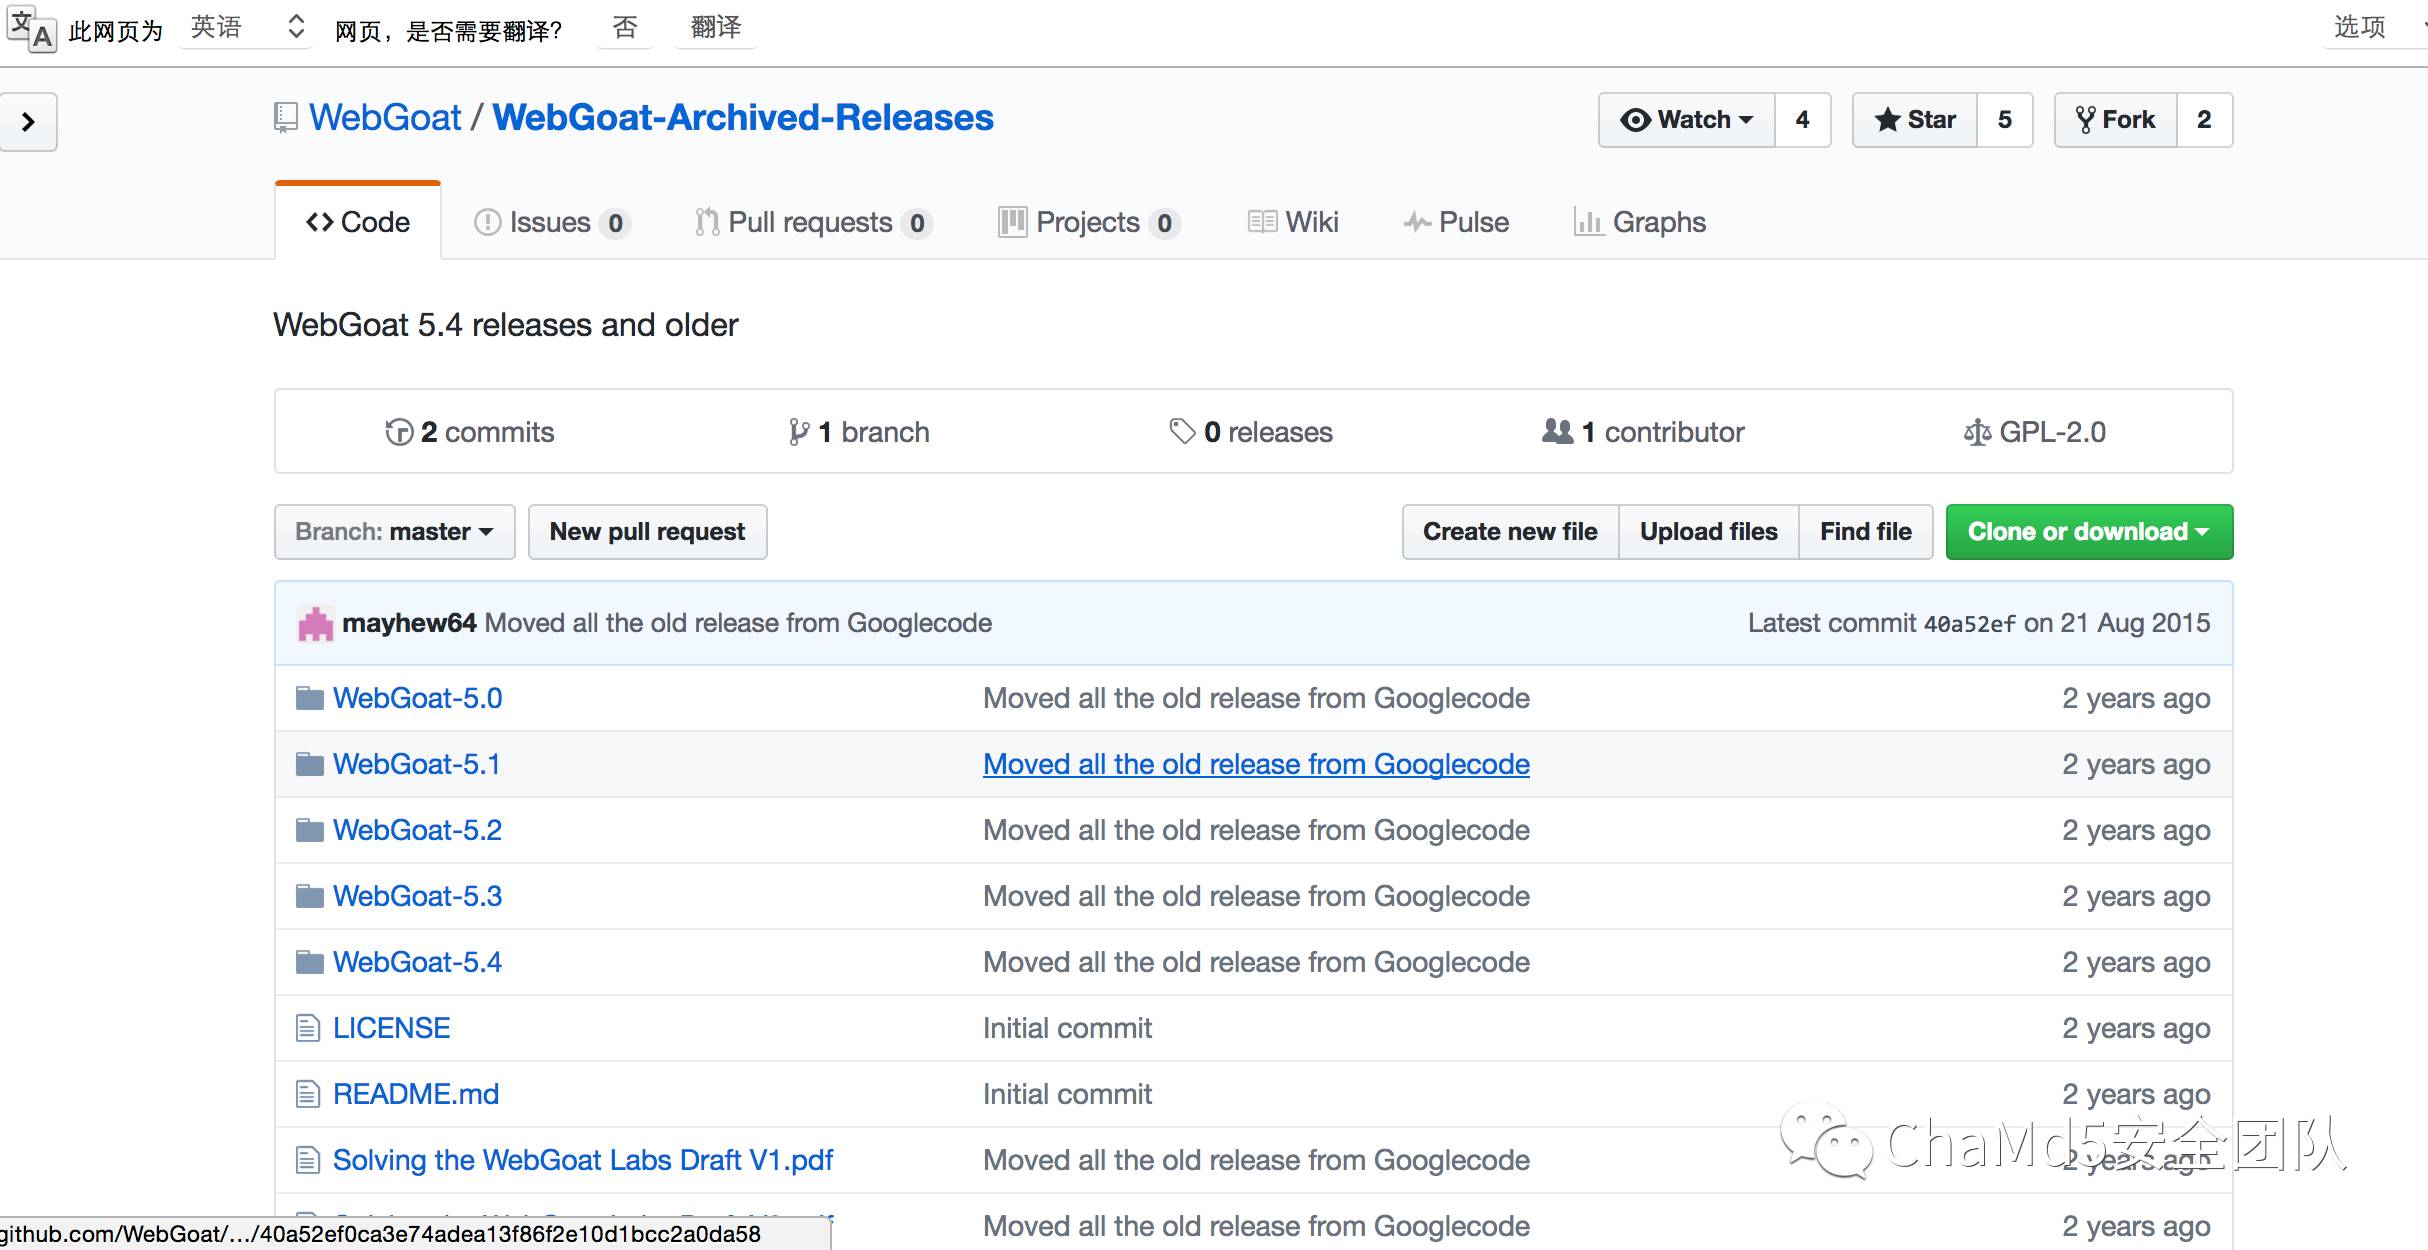 文A 此网页为 英语 网页，是否需要翻译？ 否 翻译 选项
WebGoat / WebGoat-Archived-Releases Watch 4 Star 5 Fork 2
Code Issues 0 Pull requests 0 Projects 0 Wiki Pulse Graphs
WebGoat 5.4 releases and older
2 commits 1 branch 0 releases 1 contributor GPL-2.0
Branch: master New pull request Create new file Upload files Find file Clone or download
mayhew64 Moved all the old release from Googlecode Latest commit 40a52ef on 21 Aug 2015
WebGoat-5.0 Moved all the old release from Googlecode 2 years ago
WebGoat-5.1 Moved all the old release from Googlecode 2 years ago
WebGoat-5.2 Moved all the old release from Googlecode 2 years ago
WebGoat-5.3 Moved all the old release from Googlecode 2 years ago
WebGoat-5.4 Moved all the old release from Googlecode 2 years ago
LICENSE Initial commit 2 years ago
README.md Initial commit 2 years ago
Solving the WebGoat Labs Draft V1.pdf Moved all the old release from Googlecode 2 years ago
ChaMd5安全团队
Moved all the old release from Googlecode 2 years ago
github.com/WebGoat/.../40a52ef0ca3e74adea13f86f2e10d1bcc2a0da58